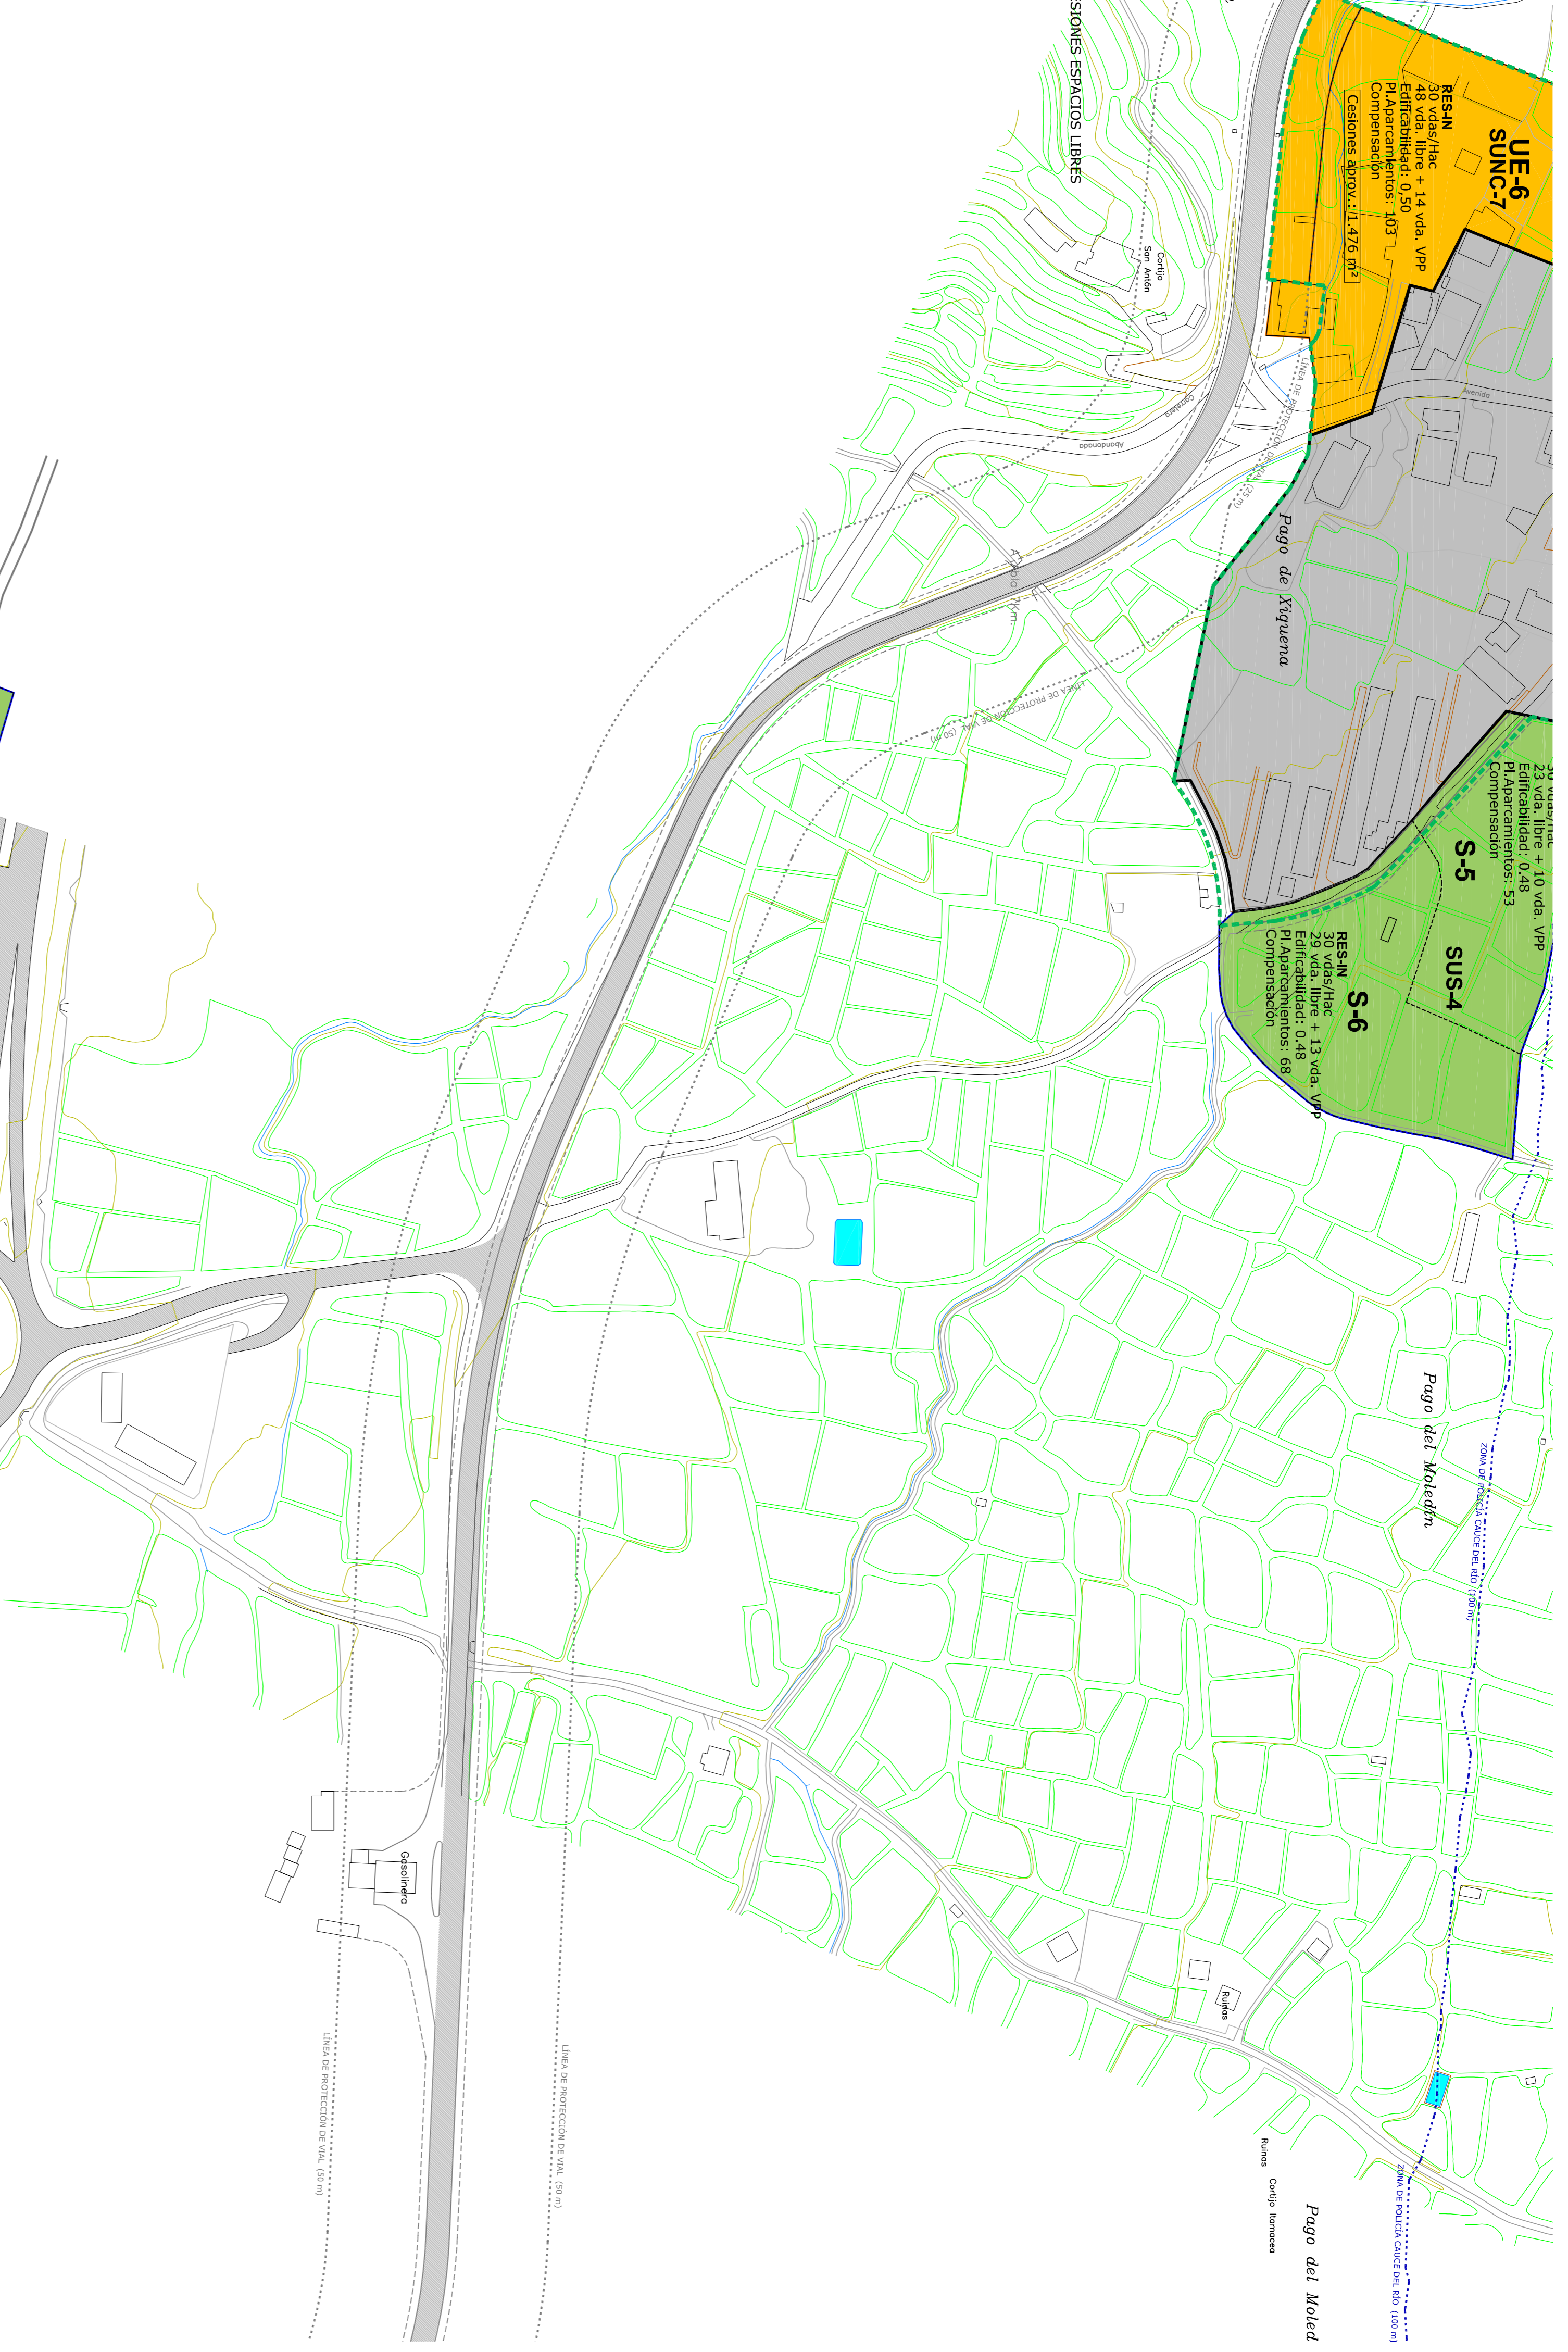 SIONES ESPACIOS LIBRES
UE-6
SUNC-7
RES-IN
30 vdas/Hac
48 vda. libre + 14 vda. VPP
Edificabilidad: 0,50
Pl.Aparcamientos: 103
Compensación
Cesiones aprov.: 1.476 m²
Cortijo
San Antón
Carretera
Abandonada
Avenida
LÍNEA DE PROTECCIÓN DE VIAL (25 m)
Pago de Xiquena
LÍNEA DE PROTECCIÓN DE VIAL (50 m)
30 vdas/Hac
23 vda. libre + 10 vda. VPP
Edificabilidad: 0.48
Pl.Aparcamientos: 53
Compensación
S-5
SUS-4
S-6
RES-IN
30 vdas/Hac
29 vda. libre + 13 vda. VPP
Edificabilidad: 0.48
Pl.Aparcamientos: 68
Compensación
Pago del Moledín
ZONA DE POLICÍA CAUCE DEL RÍO (100 m)
Gasolinera
Ruinas
LÍNEA DE PROTECCIÓN DE VIAL (50 m)
LÍNEA DE PROTECCIÓN DE VIAL (50 m)
Ruinas
Cortijo Itamacea
Pago del Moled
ZONA DE POLICÍA CAUCE DEL RÍO (100 m)